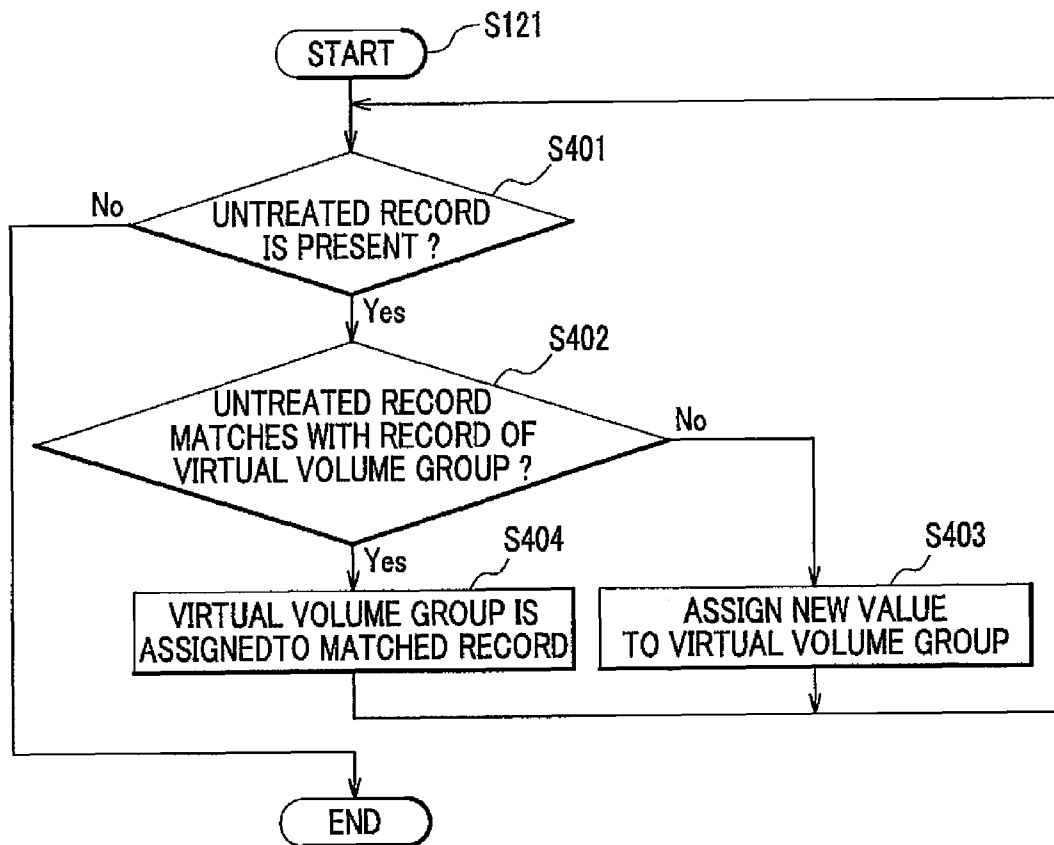 S121
START
S401
No
UNTREATED RECORD
IS PRESENT ?
Yes
S402
UNTREATED RECORD
MATCHES WITH RECORD OF
VIRTUAL VOLUME GROUP ?
No
Yes
S404
S403
VIRTUAL VOLUME GROUP IS
ASSIGNEDTO MATCHED RECORD
ASSIGN NEW VALUE
TO VIRTUAL VOLUME GROUP
END